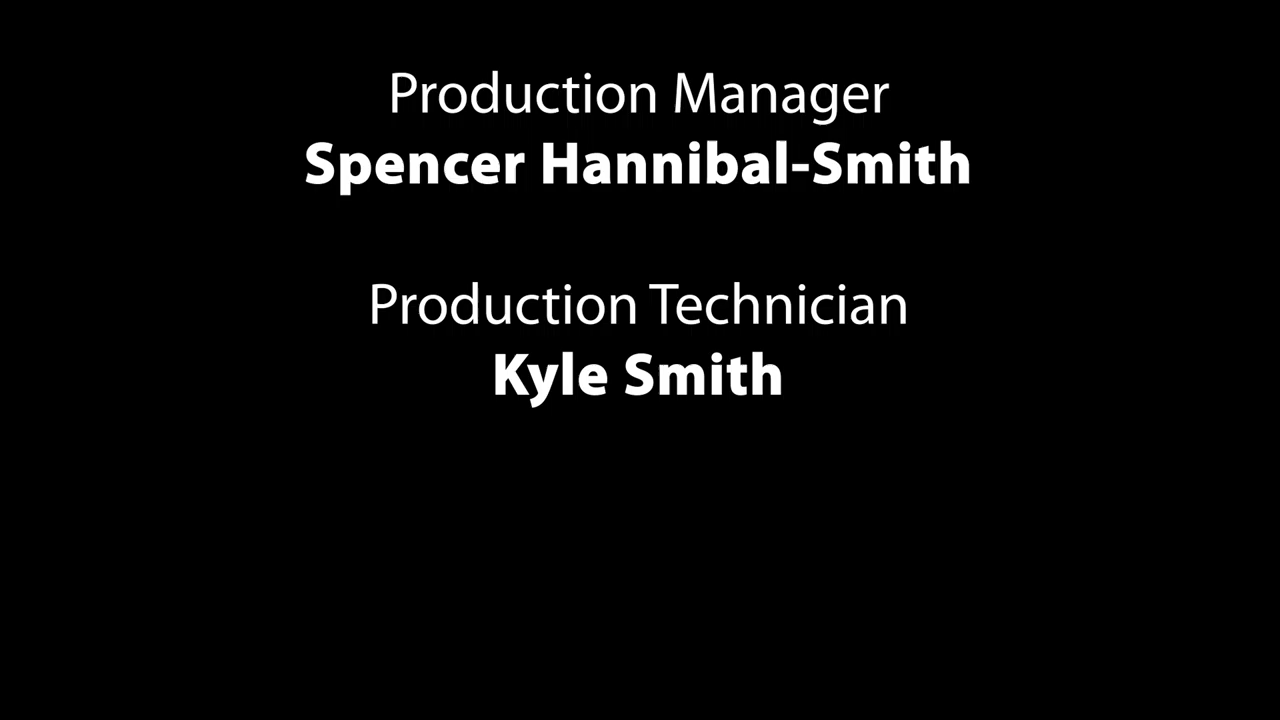 Production Manager
Spencer Hannibal-Smith
Production Technician
Kyle Smith